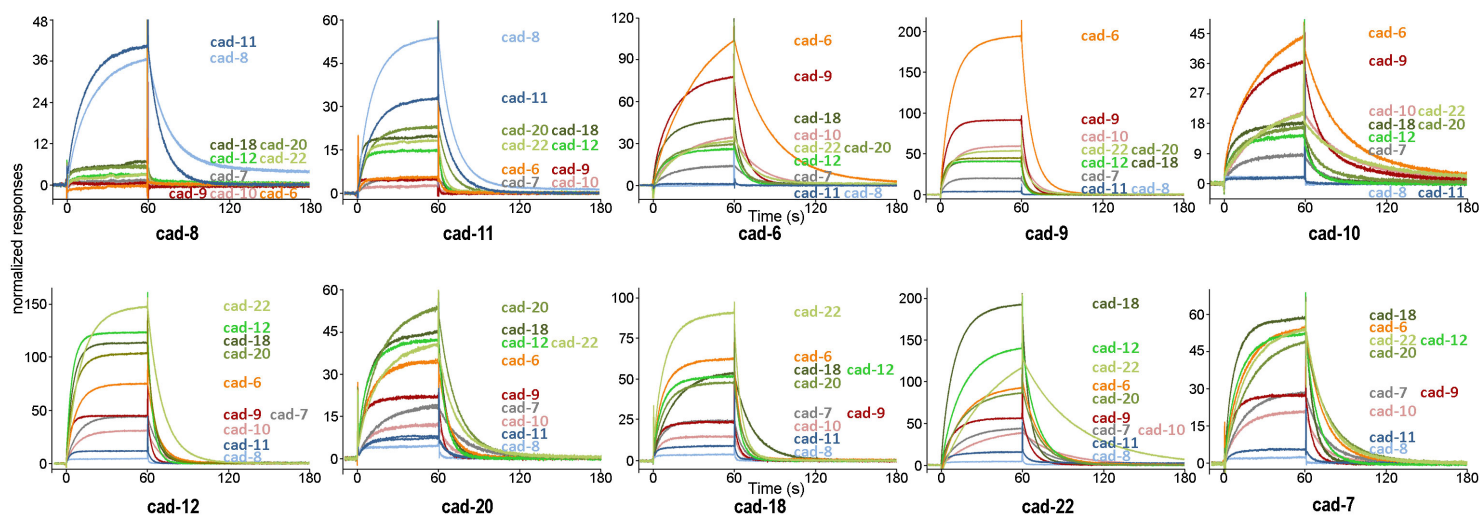 normalized responses
48
36
24
12
0
0 60 120 180
cad-11
cad-8
cad-18 cad-20
cad-12 cad-22
cad-7
cad-9 cad-10 cad-6
cad-8
60
45
30
15
0
0 60 120 180
cad-8
cad-11
cad-20 cad-18
cad-22 cad-12
cad-6 cad-9
cad-7 cad-10
cad-11
120
90
60
30
0
0 60 120 180
Time (s)
cad-6
cad-9
cad-18
cad-10
cad-22 cad-20
cad-12
cad-7
cad-11 cad-8
cad-6
200
150
100
50
0
0 60 120 180
cad-6
cad-9
cad-10
cad-22 cad-20
cad-12 cad-18
cad-7
cad-11 cad-8
cad-9
45
36
27
18
9
0
0 60 120 180
cad-6
cad-9
cad-10 cad-22
cad-18 cad-20
cad-12
cad-7
cad-8 cad-11
cad-10
150
100
50
0
0 60 120 180
cad-22
cad-12
cad-18
cad-20
cad-6
cad-9 cad-7
cad-10
cad-11
cad-8
cad-12
60
45
30
15
0
0 60 120 180
cad-20
cad-18
cad-12 cad-22
cad-6
cad-9
cad-7
cad-10
cad-11
cad-8
cad-20
100
75
50
25
0
0 60 120 180
Time (s)
cad-22
cad-6
cad-18 cad-12
cad-20
cad-7 cad-9
cad-10
cad-11
cad-8
cad-18
200
150
100
50
0
0 60 120 180
cad-18
cad-12
cad-22
cad-6
cad-20
cad-9
cad-7 cad-10
cad-11
cad-8
cad-22
60
45
30
15
0
0 60 120 180
cad-18
cad-6
cad-22 cad-12
cad-20
cad-7 cad-9
cad-10
cad-11
cad-8
cad-7